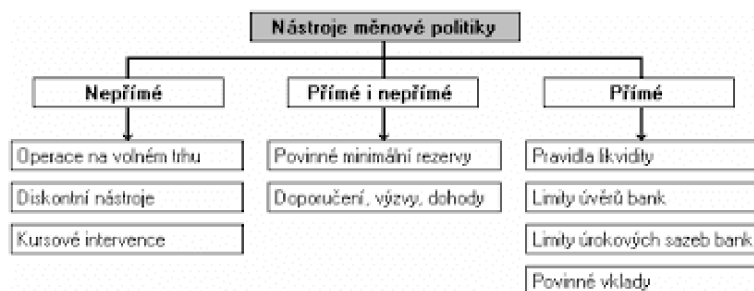 Nástroje měnové politiky
Nepřímé
Přímé i nepřímé
Přímé
Operace na volném trhu
Diskontní nástroje
Kursové intervence
Povinné minimální rezervy
Doporučení, výzvy, dohody
Pravidla likvidity
Limity úvěrů bank
Limity úrokových sazeb bank
Povinné vklady